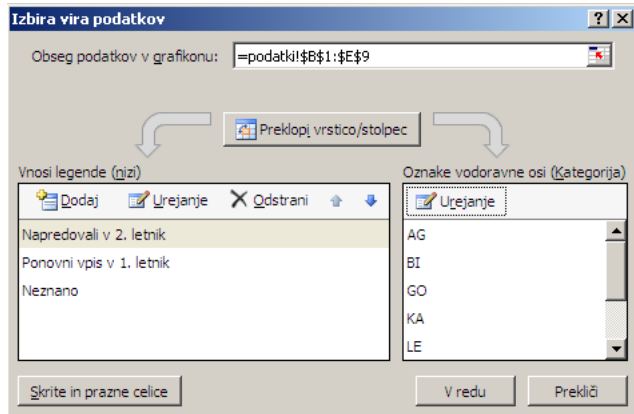 Izbira vira podatkov
Obseg podatkov v grafikonu: =podatki!$B$1:$E$9
Preklopi vrstico/stolpec
Vnosi legende (nizi)
Dodaj Urejanje Odstrani
Napredovali v 2. letnik
Ponovni vpis v 1. letnik
Neznano
Oznake vodoravne osi (Kategorija)
Urejanje
AG
BI
GO
KA
LE
Skrite in prazne celice
V redu Prekliči